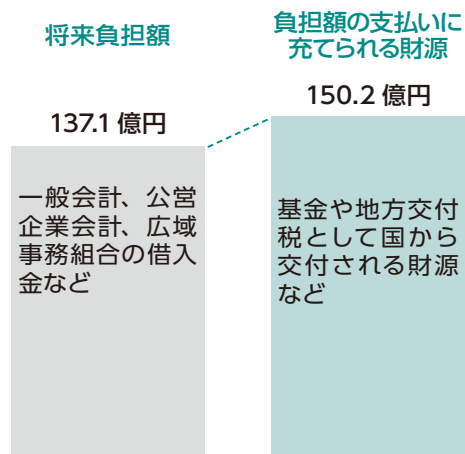 将来負担額
137.1 億円
一般会計、公営
企業会計、広域
事務組合の借入
金など
負担額の支払いに
充てられる財源
150.2 億円
基金や地方交付
税として国から
交付される財源
など